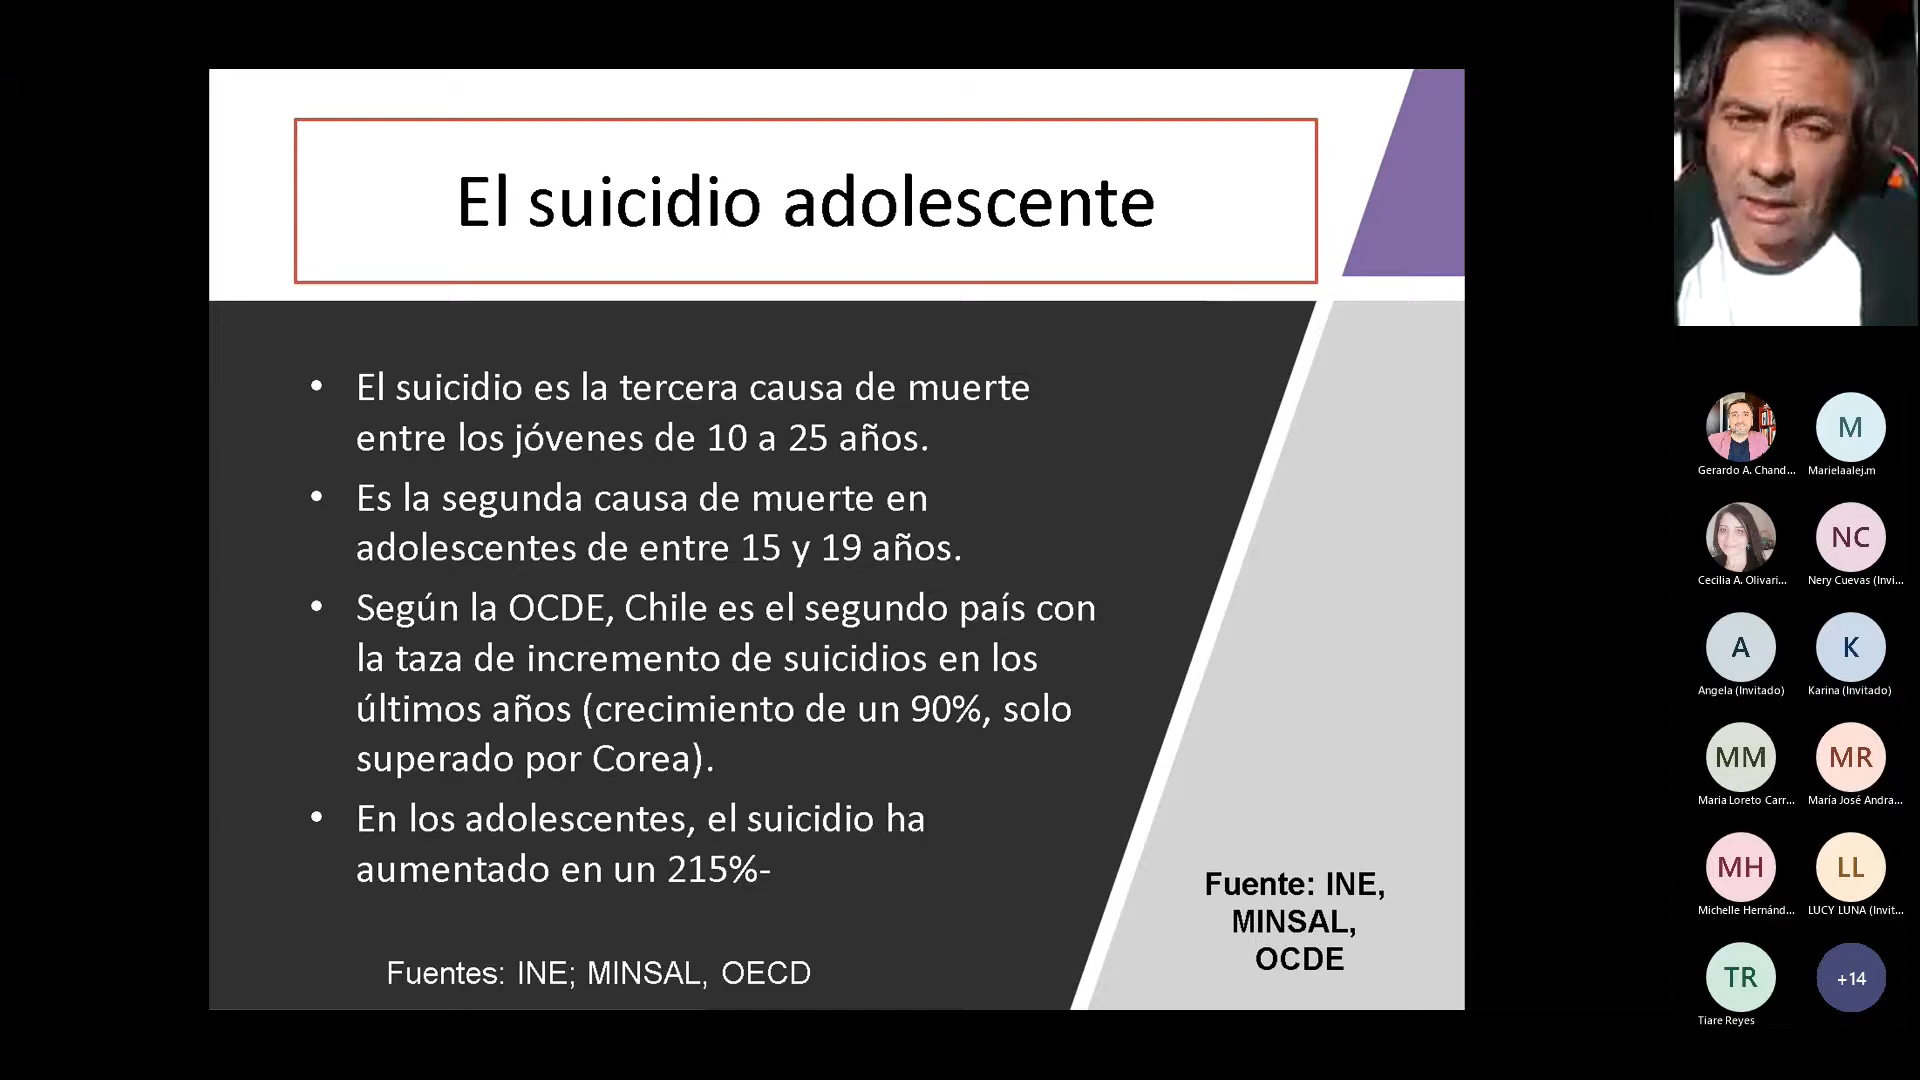 El suicidio adolescente
• El suicidio es la tercera causa de muerte
entre los jóvenes de 10 a 25 años.
• Es la segunda causa de muerte en
adolescentes de entre 15 y 19 años.
• Según la OCDE, Chile es el segundo país con
la taza de incremento de suicidios en los
últimos años (crecimiento de un 90%, solo
superado por Corea).
• En los adolescentes, el suicidio ha
aumentado en un 215%-
Fuentes: INE; MINSAL, OECD
Fuente: INE,
MINSAL,
OCDE
Gerardo A. Chand...
M
Marielaalej.m
Cecilia A. Olivari...
NC
Nery Cuevas (Invi...
A
Angela (Invitado)
K
Karina (Invitado)
MM
Maria Loreto Carr...
MR
María José Andra...
MH
Michelle Hernánd...
LL
LUCY LUNA (Invit...
TR
Tiare Reyes
+14